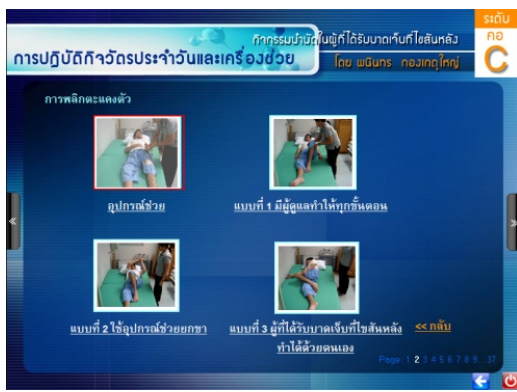 ระดับ
คอ
C
กิจกรรมบำบัดในผู้ที่ได้รับบาดเจ็บที่ไขสันหลัง
การปฏิบัติกิจวัตรประจำวันและเครื่องช่วย
โดย พนินทร กองเกตุใหญ่
การพลิกตะแคงตัว
อุปกรณ์ช่วย
แบบที่ 1 มีผู้ดูแลทำให้ทุกขั้นตอน
แบบที่ 2 ใช้อุปกรณ์ช่วยยกขา
แบบที่ 3 ผู้ที่ได้รับบาดเจ็บที่ไขสันหลัง
ทำได้ด้วยตนเอง
<< กลับ
Page : 1 2 3 4 5 6 7 8 9 ...37